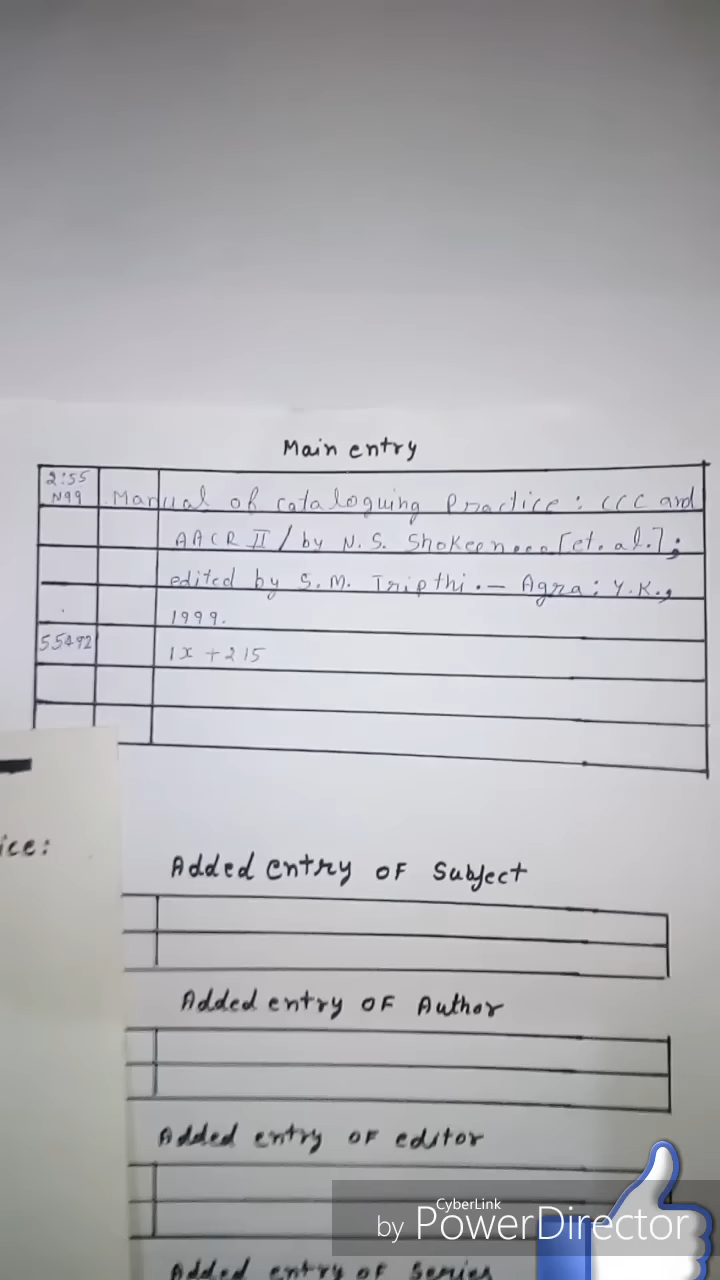 Main entry
2:55
N99 Manual of cataloguing Practice: CCC and
AACR II / by N. S. Shokeen...[et. al.];
edited by S. M. Tripthi. — Agra: Y.K.,
1999.
55492 ix + 215
ice:
Added entry OF Subject
Added entry OF Author
Added entry OF editor
Added entry OF Series
CyberLink
by PowerDirector